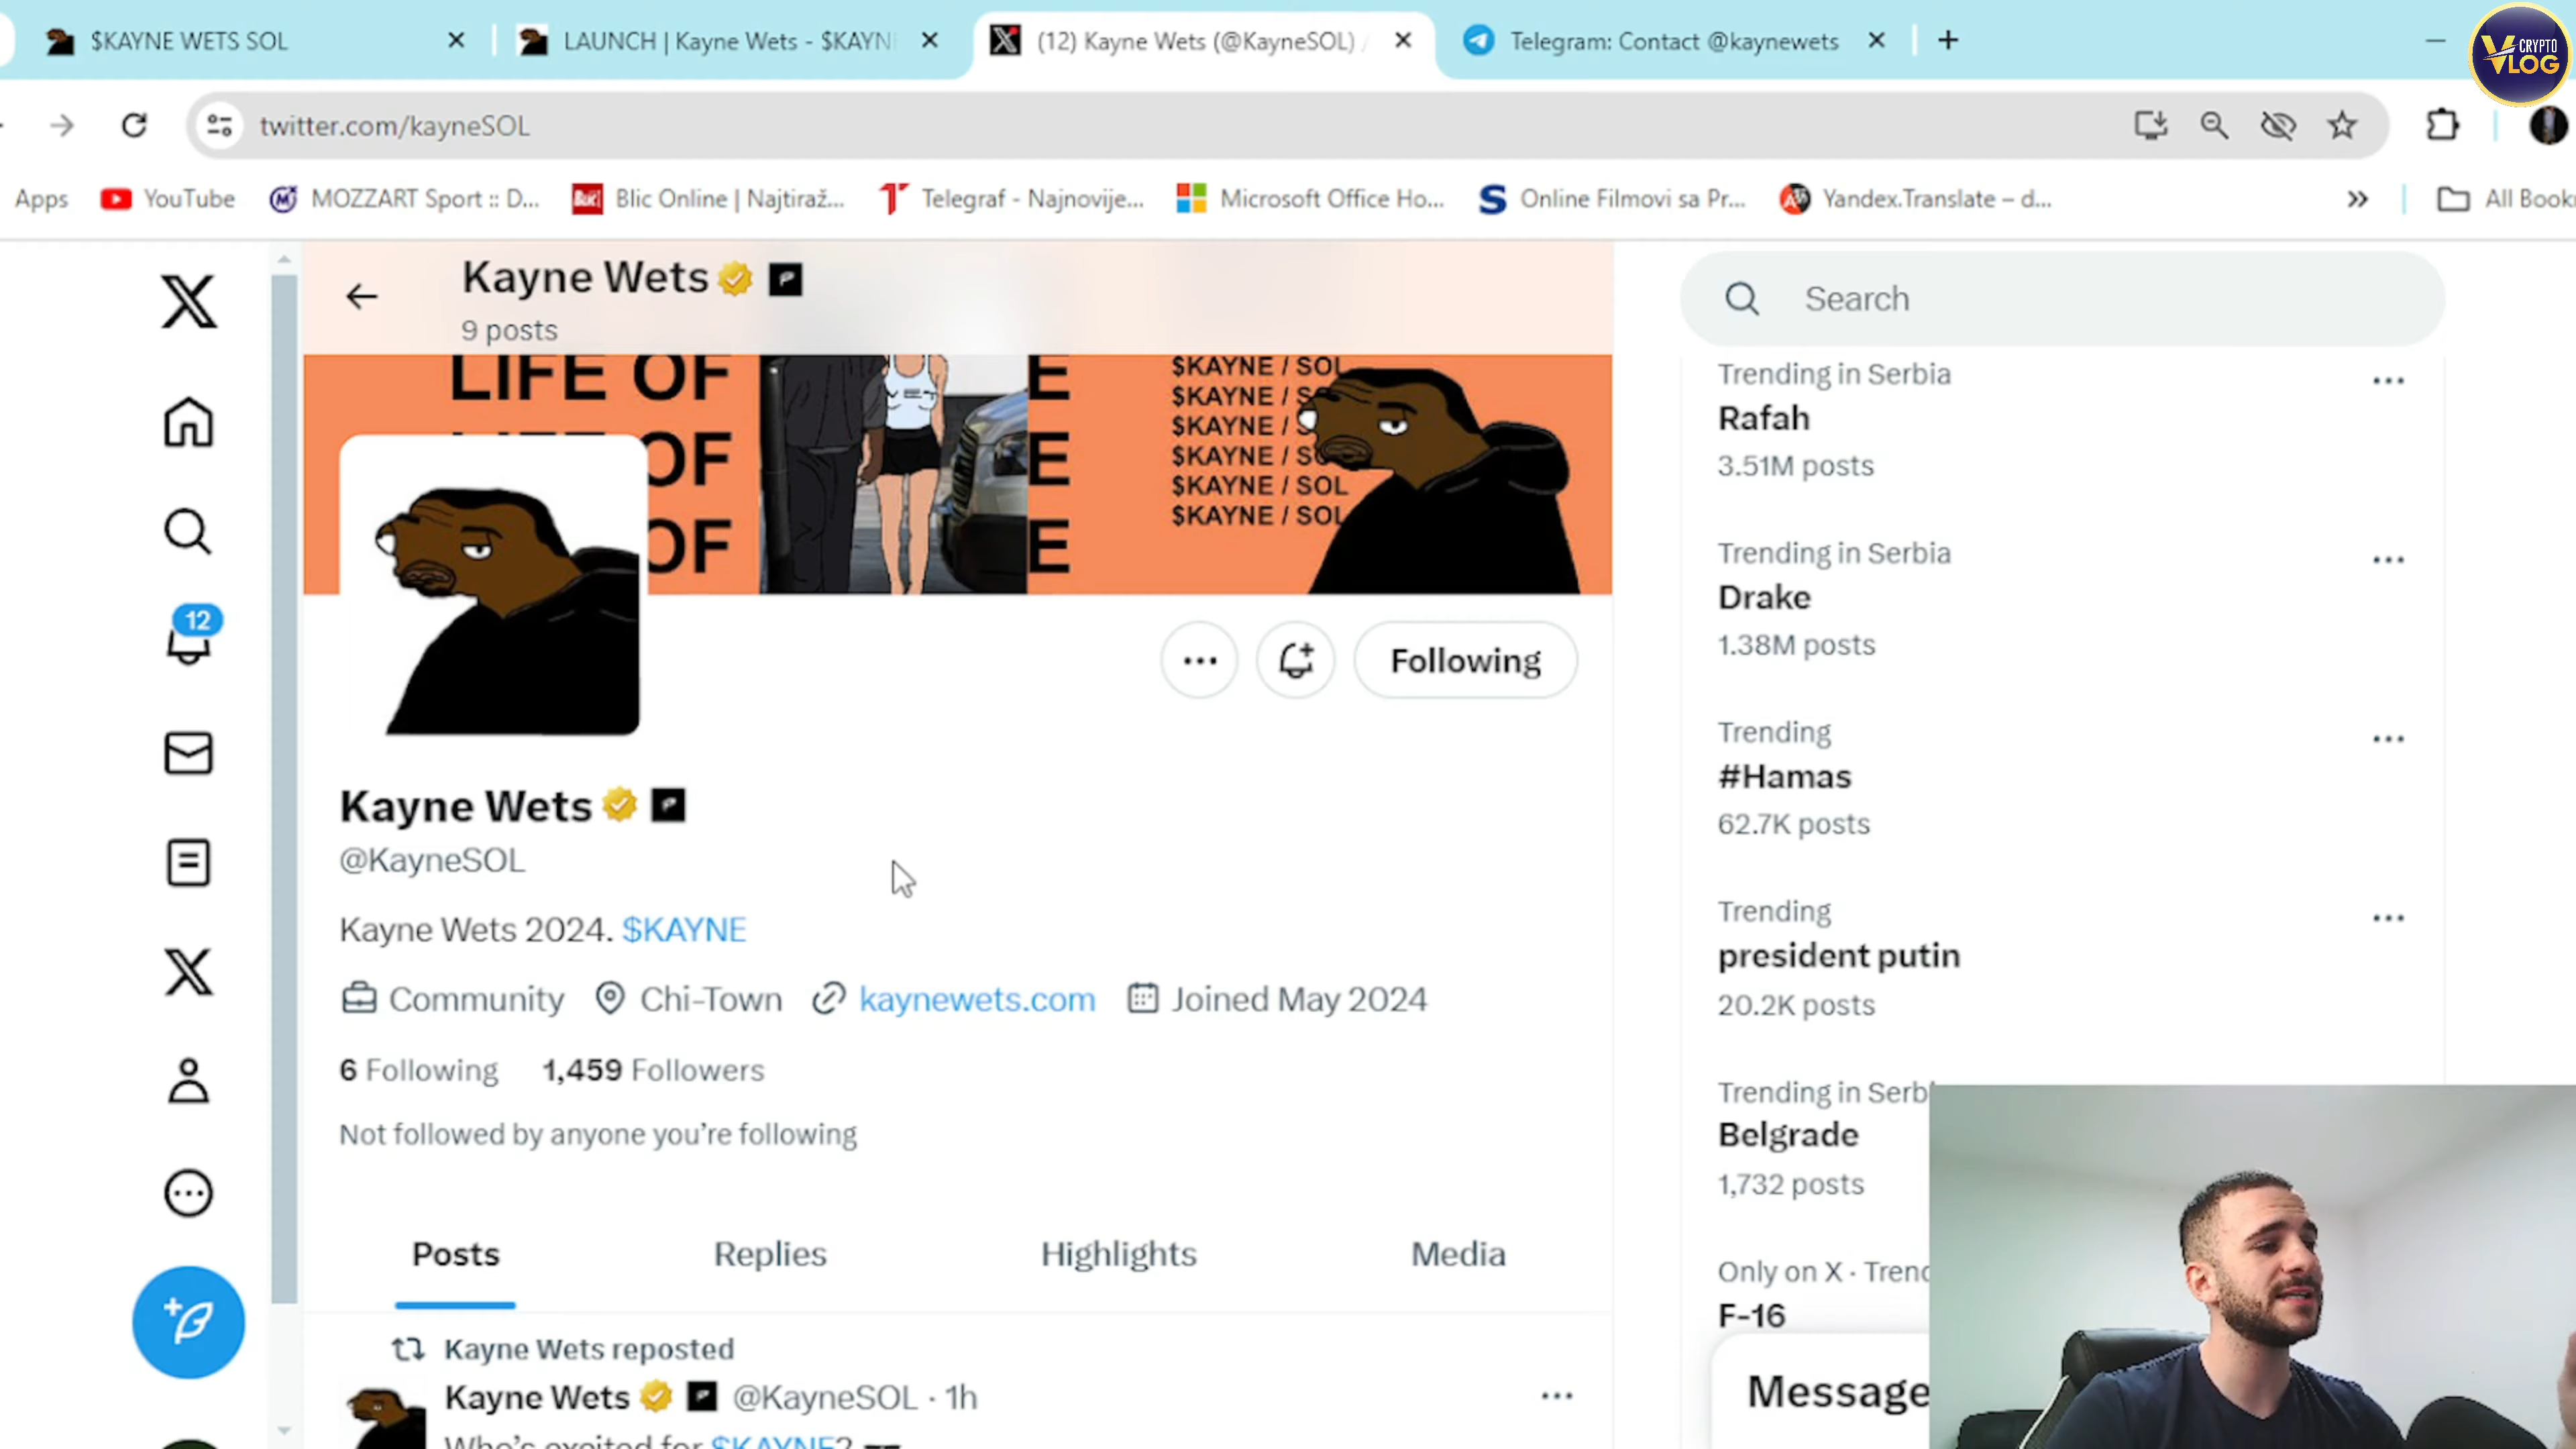 $KAYNE WETS SOL
LAUNCH | Kayne Wets - $KAYN
(12) Kayne Wets (@KayneSOL) /
Telegram: Contact @kaynewets
CRYPTO
VLOG
twitter.com/kayneSOL
Apps
YouTube
MOZZART Sport :: D...
Blic Online | Najtiraž...
Telegraf - Najnovije...
Microsoft Office Ho...
Online Filmovi sa Pr...
Yandex.Translate – d...
All Book
Kayne Wets
9 posts
Search
LIFE OF E
OF E
OF E
$KAYNE / SOL
$KAYNE / S
$KAYNE / S
$KAYNE / SO
$KAYNE / SOL
$KAYNE / SOL
12
Following
Kayne Wets
@KayneSOL
Kayne Wets 2024. $KAYNE
Community
Chi-Town
kaynewets.com
Joined May 2024
6 Following
1,459 Followers
Not followed by anyone you're following
Posts
Replies
Highlights
Media
Kayne Wets reposted
Kayne Wets @KayneSOL · 1h
Who's excited for $KAYNE?
Trending in Serbia
Rafah
3.51M posts
Trending in Serbia
Drake
1.38M posts
Trending
#Hamas
62.7K posts
Trending
president putin
20.2K posts
Trending in Serb
Belgrade
1,732 posts
Only on X · Trend
F-16
Message